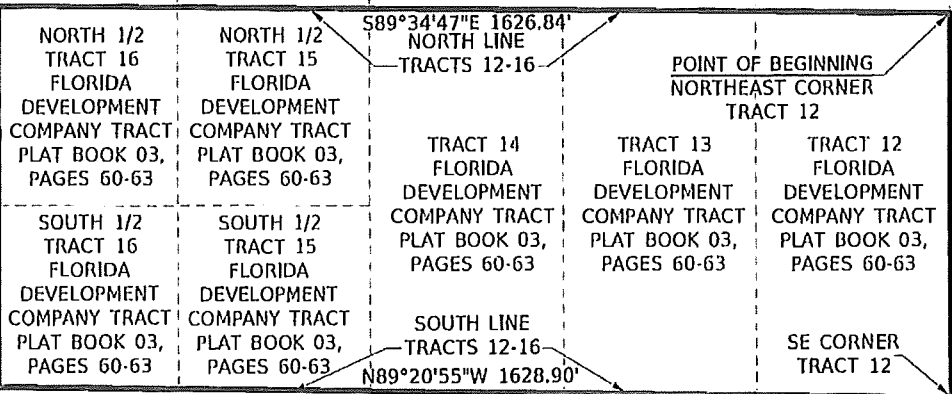 S89°34'47"E 1626.84'
NORTH LINE
TRACTS 12-16
POINT OF BEGINNING
NORTHEAST CORNER
TRACT 12
NORTH 1/2
TRACT 16
FLORIDA
DEVELOPMENT
COMPANY TRACT
PLAT BOOK 03,
PAGES 60-63
NORTH 1/2
TRACT 15
FLORIDA
DEVELOPMENT
COMPANY TRACT
PLAT BOOK 03,
PAGES 60-63
TRACT 14
FLORIDA
DEVELOPMENT
COMPANY TRACT
PLAT BOOK 03,
PAGES 60-63
TRACT 13
FLORIDA
DEVELOPMENT
COMPANY TRACT
PLAT BOOK 03,
PAGES 60-63
TRACT 12
FLORIDA
DEVELOPMENT
COMPANY TRACT
PLAT BOOK 03,
PAGES 60-63
SOUTH 1/2
TRACT 16
FLORIDA
DEVELOPMENT
COMPANY TRACT
PLAT BOOK 03,
PAGES 60-63
SOUTH 1/2
TRACT 15
FLORIDA
DEVELOPMENT
COMPANY TRACT
PLAT BOOK 03,
PAGES 60-63
SOUTH LINE
TRACTS 12-16
N89°20'55"W 1628.90'
SE CORNER
TRACT 12